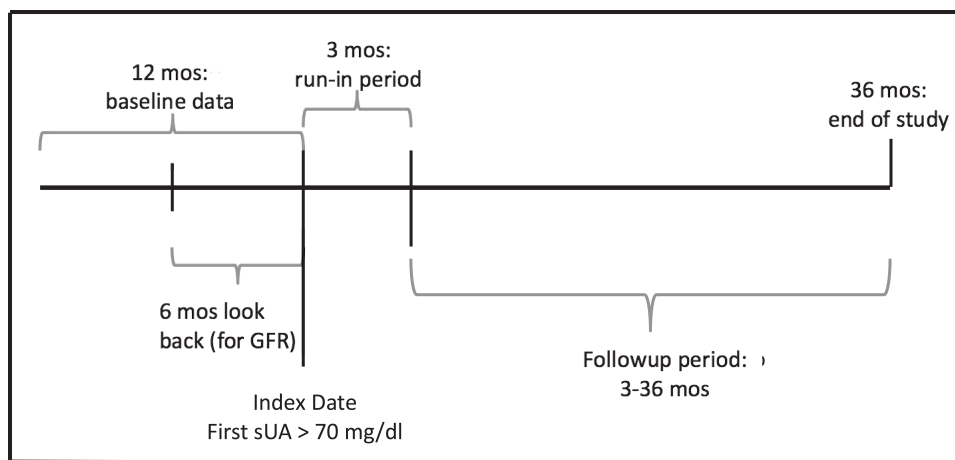 3 mos:
run-in period
12 mos:
baseline data
36 mos:
end of study
6 mos look
back (for GFR)
Followup period:
3-36 mos
Index Date
First sUA > 70 mg/dl